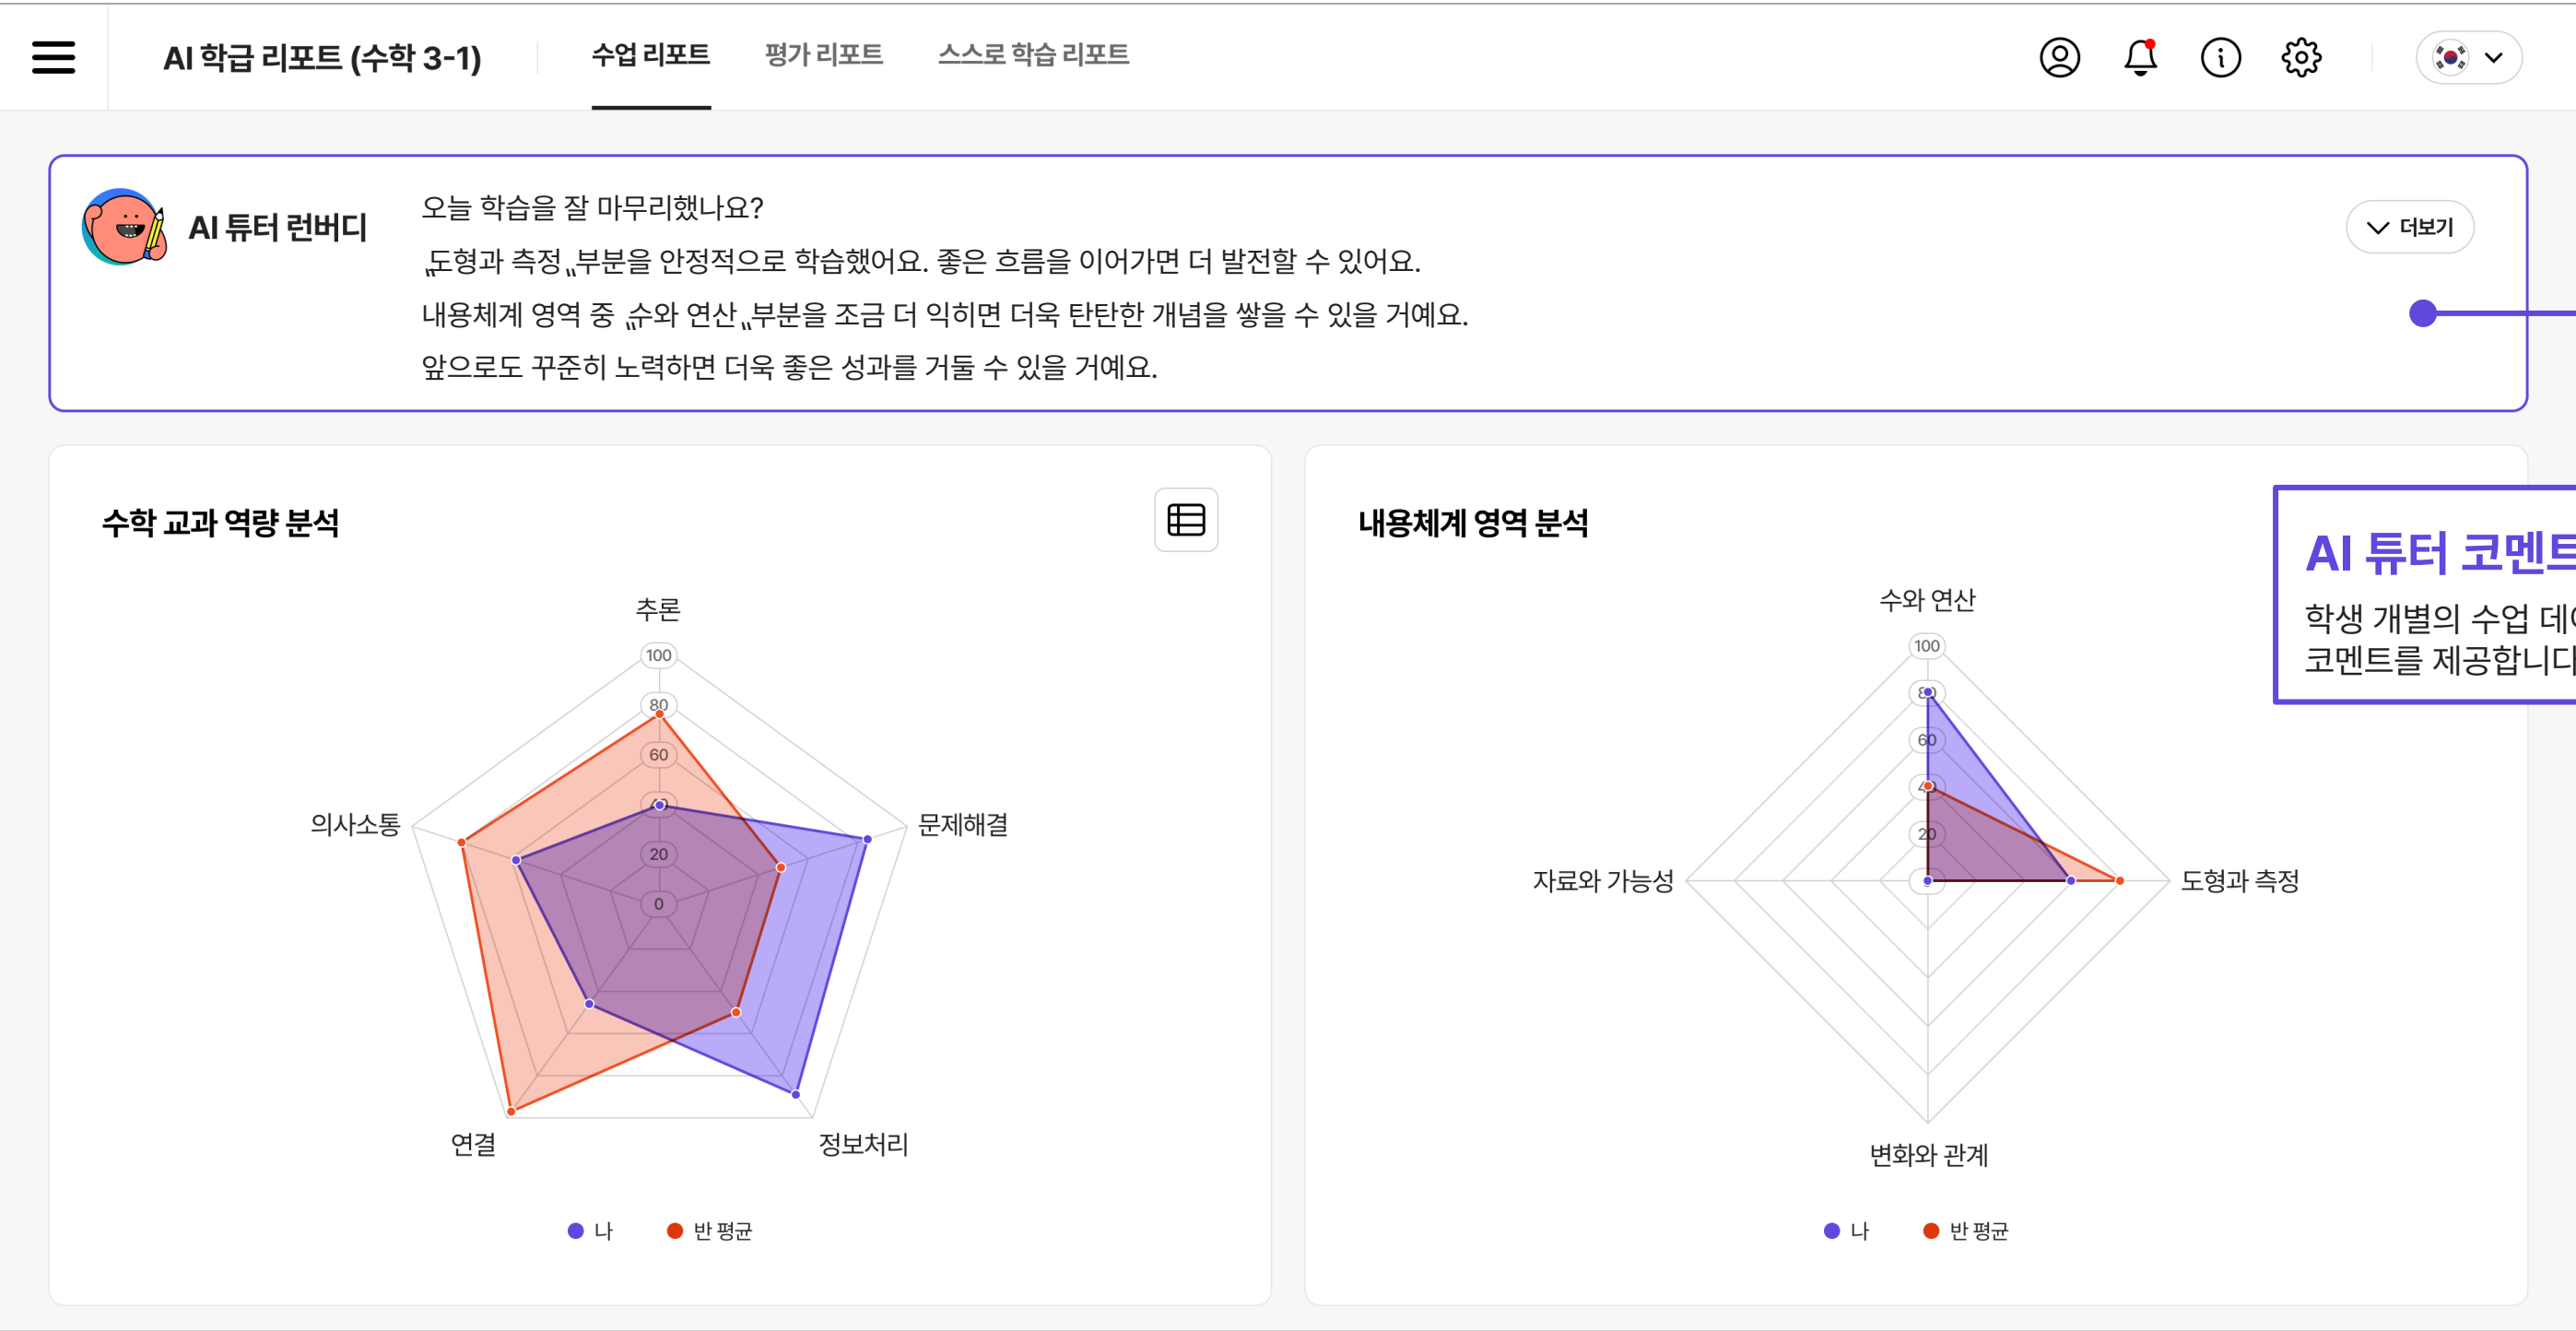 AI 학급 리포트 (수학 3-1)
수업 리포트
평가 리포트
스스로 학습 리포트
AI 튜터 런버디
오늘 학습을 잘 마무리했나요?
〝도형과 측정〟부분을 안정적으로 학습했어요. 좋은 흐름을 이어가면 더 발전할 수 있어요.
내용체계 영역 중 〝수와 연산〟부분을 조금 더 익히면 더욱 탄탄한 개념을 쌓을 수 있을 거예요.
앞으로도 꾸준히 노력하면 더욱 좋은 성과를 거둘 수 있을 거예요.
더보기
수학 교과 역량 분석
추론
100
80
60
40
20
0
의사소통
문제해결
연결
정보처리
나
반 평균
내용체계 영역 분석
수와 연산
100
80
60
40
20
자료와 가능성
도형과 측정
변화와 관계
나
반 평균
AI 튜터 코멘트
학생 개별의 수업
코멘트를 제공합니다